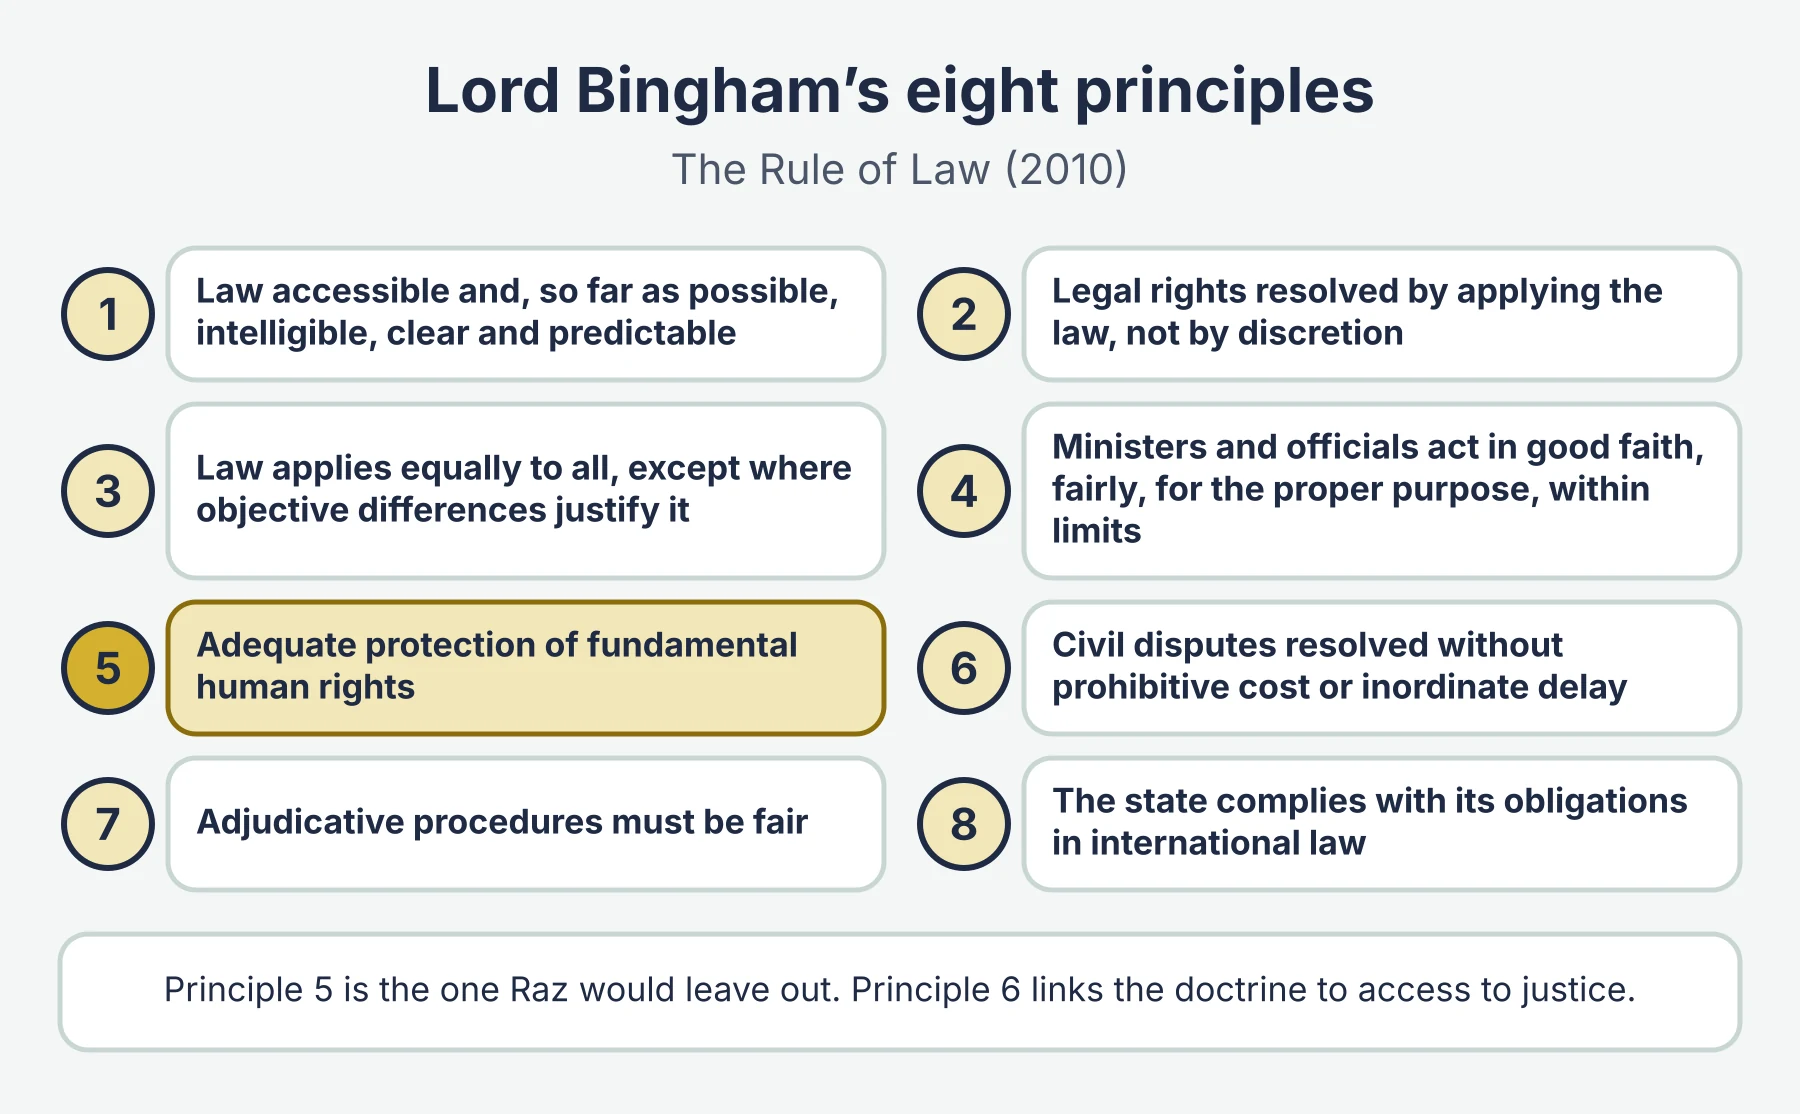 Lord Bingham’s eight principles
The Rule of Law (2010)
1
Law accessible and, so far as possible,
intelligible, clear and predictable
2
Legal rights resolved by applying the
law, not by discretion
3
Law applies equally to all, except where
objective differences justify it
4
Ministers and officials act in good faith,
fairly, for the proper purpose, within
limits
5
Adequate protection of fundamental
human rights
6
Civil disputes resolved without
prohibitive cost or inordinate delay
7
Adjudicative procedures must be fair
8
The state complies with its obligations
in international law
Principle 5 is the one Raz would leave out. Principle 6 links the doctrine to access to justice.